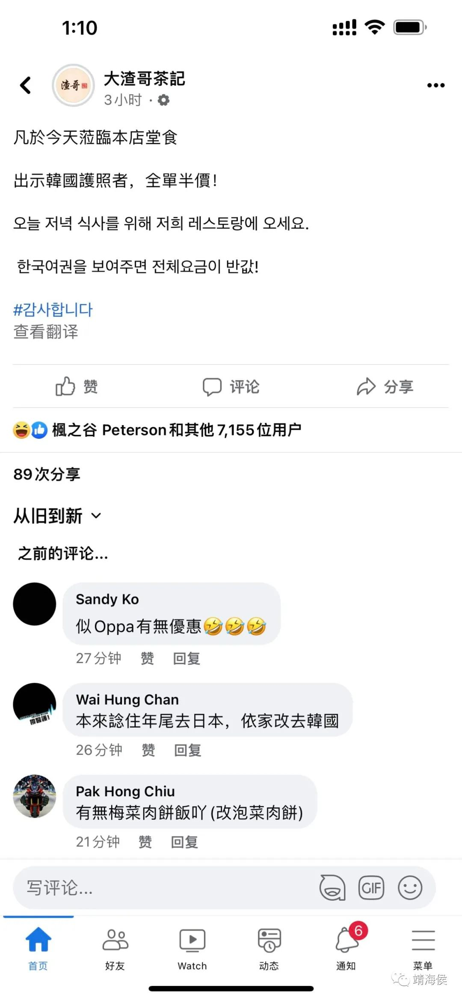 1:10
渣哥
大渣哥茶記
3小时 ·
凡於今天蒞臨本店堂食
出示韓國護照者，全單半價！
오늘 저녁 식사를 위해 저희 레스토랑에 오세요.
한국여권을 보여주면 전체요금이 반값!
#감사합니다
查看翻译
赞 评论 分享
楓之谷 Peterson和其他 7,155位用户
89次分享
从旧到新
之前的评论...
Sandy Ko
似Oppa有無優惠🤣🤣🤣
27分钟 赞 回复
Wai Hung Chan
本來諗住年尾去日本，依家改去韓國
撐醫護!
26分钟 赞 回复
Pak Hong Chiu
有無梅菜肉餅飯吖(改泡菜肉餅)
21分钟 赞 回复
写评论...
GIF
6
首页 好友 Watch 动态 通知 菜单
靖海侯